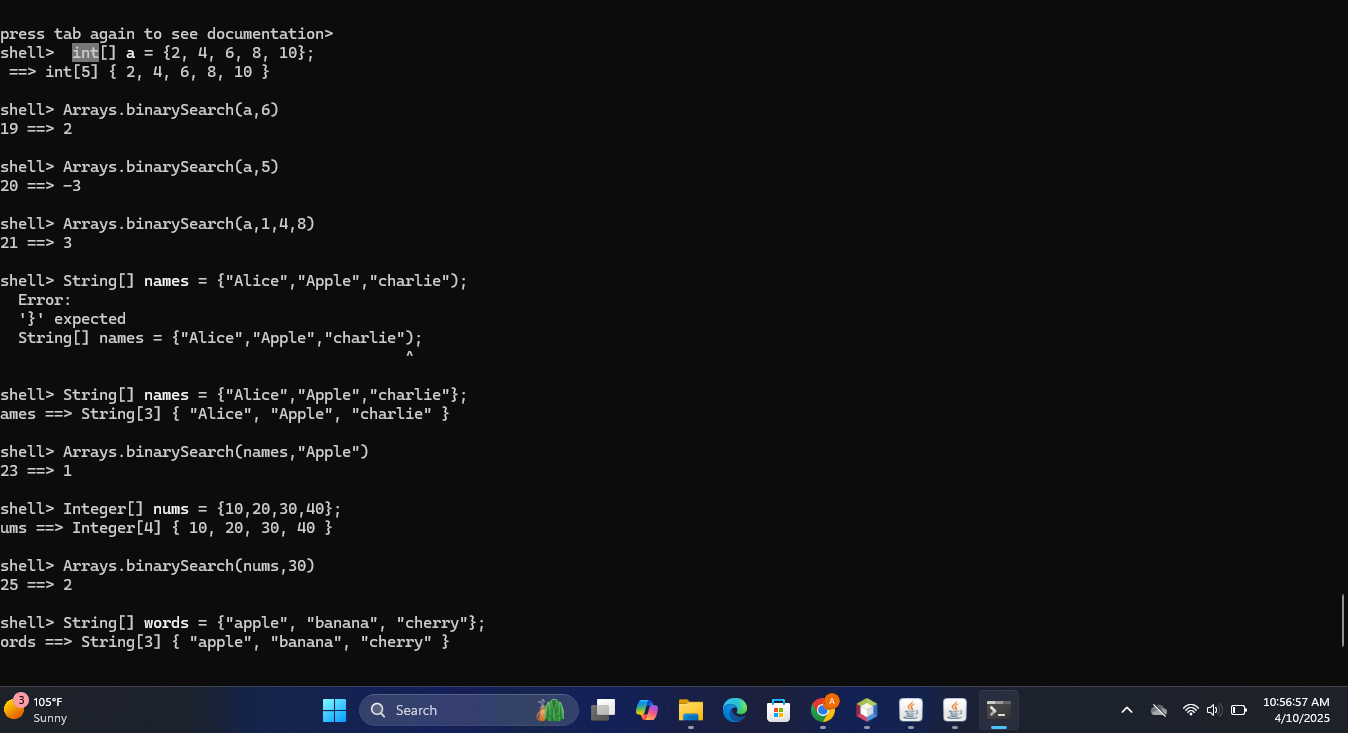 press tab again to see documentation>
shell>  int[] a = {2, 4, 6, 8, 10};
 ==> int[5] { 2, 4, 6, 8, 10 }
shell> Arrays.binarySearch(a,6)
19 ==> 2
shell> Arrays.binarySearch(a,5)
20 ==> -3
shell> Arrays.binarySearch(a,1,4,8)
21 ==> 3
shell> String[] names = {"Alice","Apple","charlie");
  Error:
  '}' expected
  String[] names = {"Alice","Apple","charlie");
                                             ^
shell> String[] names = {"Alice","Apple","charlie"};
ames ==> String[3] { "Alice", "Apple", "charlie" }
shell> Arrays.binarySearch(names,"Apple")
23 ==> 1
shell> Integer[] nums = {10,20,30,40};
ums ==> Integer[4] { 10, 20, 30, 40 }
shell> Arrays.binarySearch(nums,30)
25 ==> 2
shell> String[] words = {"apple", "banana", "cherry"};
ords ==> String[3] { "apple", "banana", "cherry" }
3
105°F
Sunny
Search
A
10:56:57 AM
4/10/2025